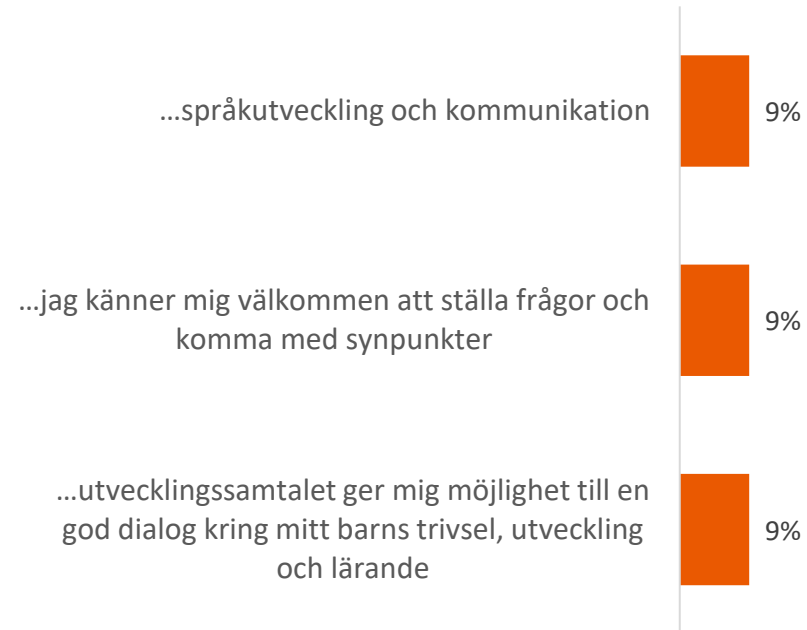 ...språkutveckling och kommunikation
9%
...jag känner mig välkommen att ställa frågor och
komma med synpunkter
9%
...utvecklingssamtalet ger mig möjlighet till en
god dialog kring mitt barns trivsel, utveckling
och lärande
9%